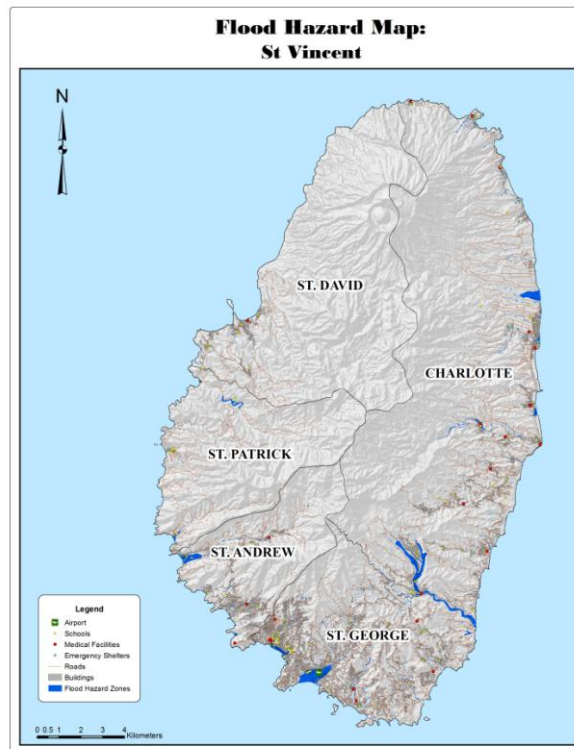 Flood Hazard Map:
St Vincent
N
ST. DAVID
CHARLOTTE
ST. PATRICK
ST. ANDREW
ST. GEORGE
Legend
Airport
Schools
Medical Facilities
Emergency Shelters
Roads
Buildings
Flood Hazard Zones
0 0.5 1 2 3 4
Kilometers